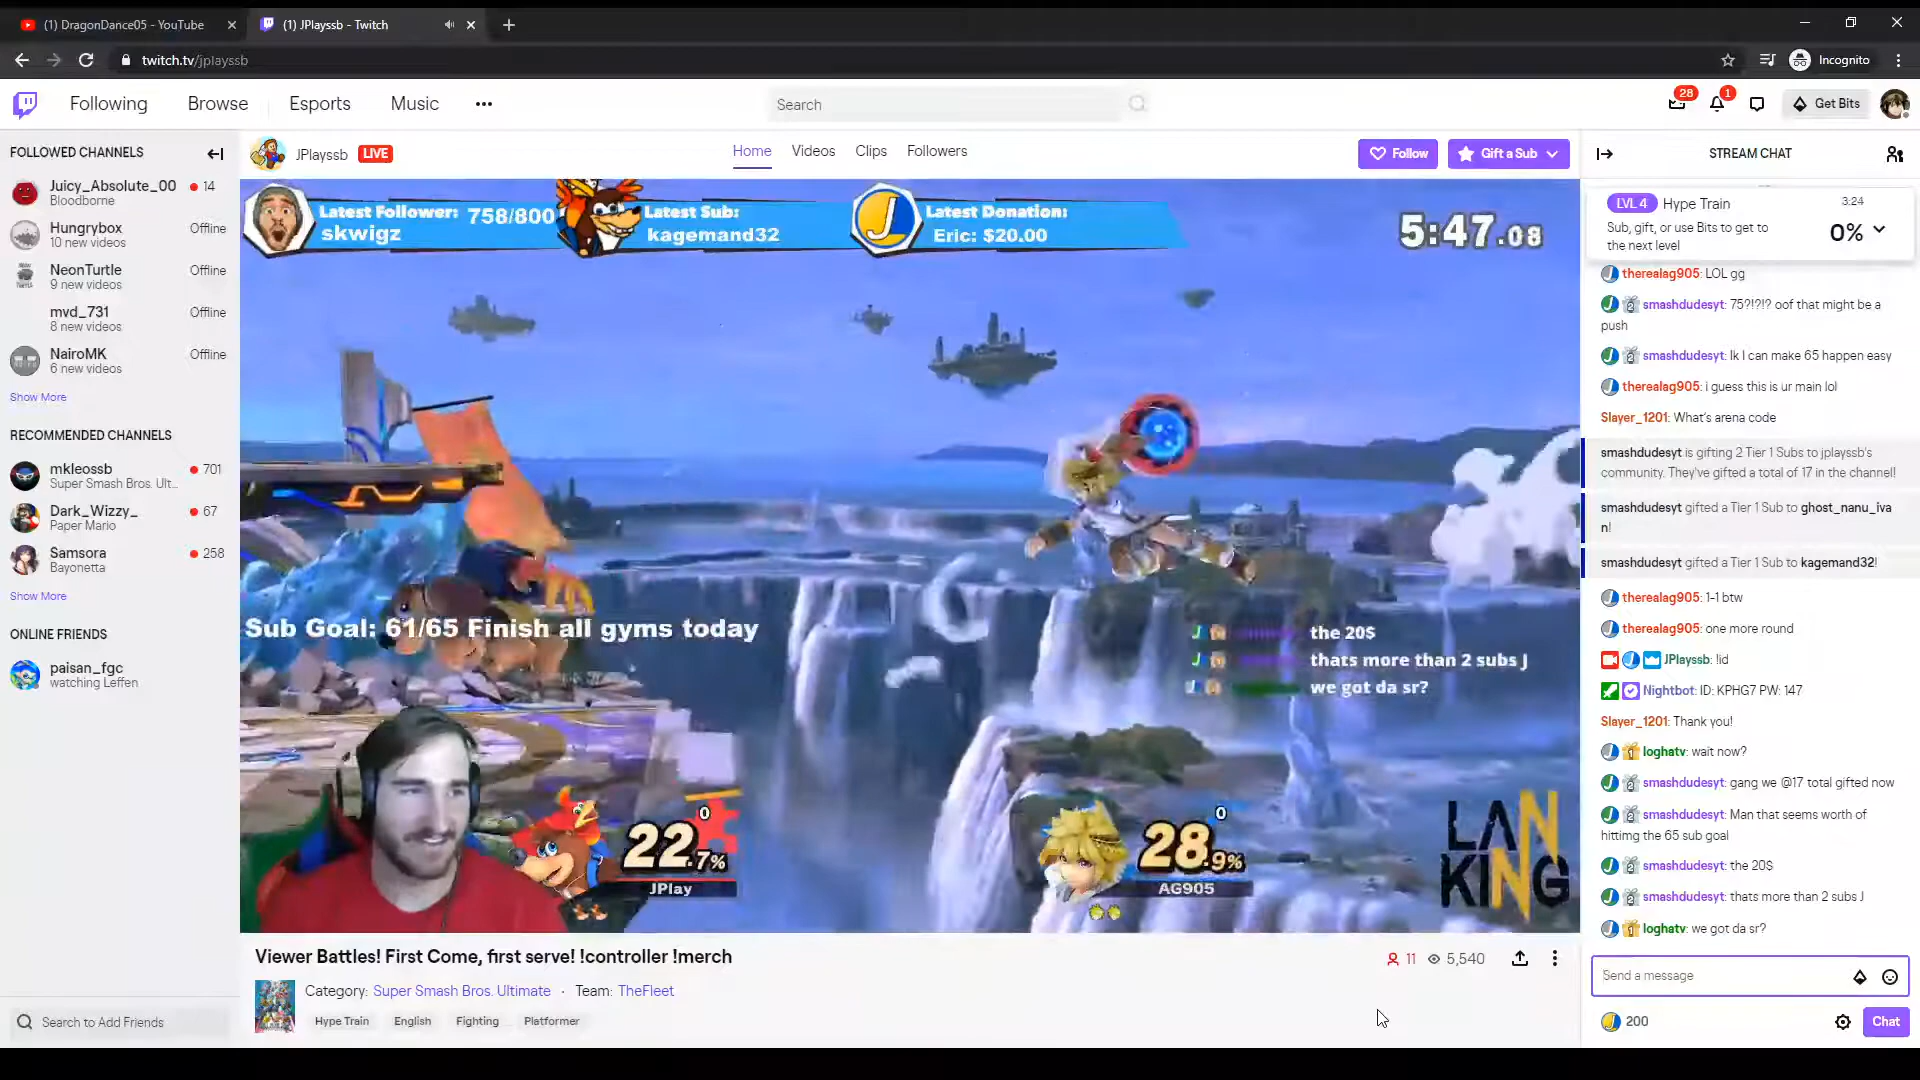 (1) DragonDance05 - YouTube
(1) JPlayssb - Twitch
twitch.tv/jplayssb
Incognito
Following
Browse
Esports
Music
Search
28
1
Get Bits
FOLLOWED CHANNELS
Juicy_Absolute_00
14
Bloodborne
Hungrybox
Offline
10 new videos
NeonTurtle
Offline
9 new videos
mvd_731
Offline
8 new videos
NairoMK
Offline
6 new videos
Show More
RECOMMENDED CHANNELS
mkleossb
701
Super Smash Bros. Ult...
Dark_Wizzy_
67
Paper Mario
Samsora
258
Bayonetta
Show More
ONLINE FRIENDS
paisan_fgc
watching Leffen
Search to Add Friends
JPlayssb
LIVE
Home
Videos
Clips
Followers
Follow
Gift a Sub
Latest Follower: 758/800
skwigz
Latest Sub:
kagemand32
Latest Donation:
Eric: $20.00
5:47.08
Sub Goal: 61/65 Finish all gyms today
the 20$
thats more than 2 subs J
we got da sr?
0
22.7%
JPlay
0
28.9%
AG905
LAN
KING
Viewer Battles! First Come, first serve! !controller !merch
11
5,540
Category: Super Smash Bros. Ultimate · Team: TheFleet
Hype Train
English
Fighting
Platformer
STREAM CHAT
LVL 4 Hype Train
3:24
Sub, gift, or use Bits to get to
the next level
0%
therealag905: LOL gg
2 smashdudesyt: 75?!?!? oof that might be a
push
2 smashdudesyt: Ik I can make 65 happen easy
therealag905: i guess this is ur main lol
Slayer_1201: What's arena code
smashdudesyt is gifting 2 Tier 1 Subs to jplayssb's
community. They've gifted a total of 17 in the channel!
smashdudesyt gifted a Tier 1 Sub to ghost_nanu_iva
n!
smashdudesyt gifted a Tier 1 Sub to kagemand32!
therealag905: 1-1 btw
therealag905: one more round
JPlayssb: !id
Nightbot: ID: KPHG7 PW: 147
Slayer_1201: Thank you!
1 loghatv: wait now?
2 smashdudesyt: gang we @17 total gifted now
2 smashdudesyt: Man that seems worth of
hittimg the 65 sub goal
2 smashdudesyt: the 20$
2 smashdudesyt: thats more than 2 subs J
1 loghatv: we got da sr?
Send a message
200
Chat